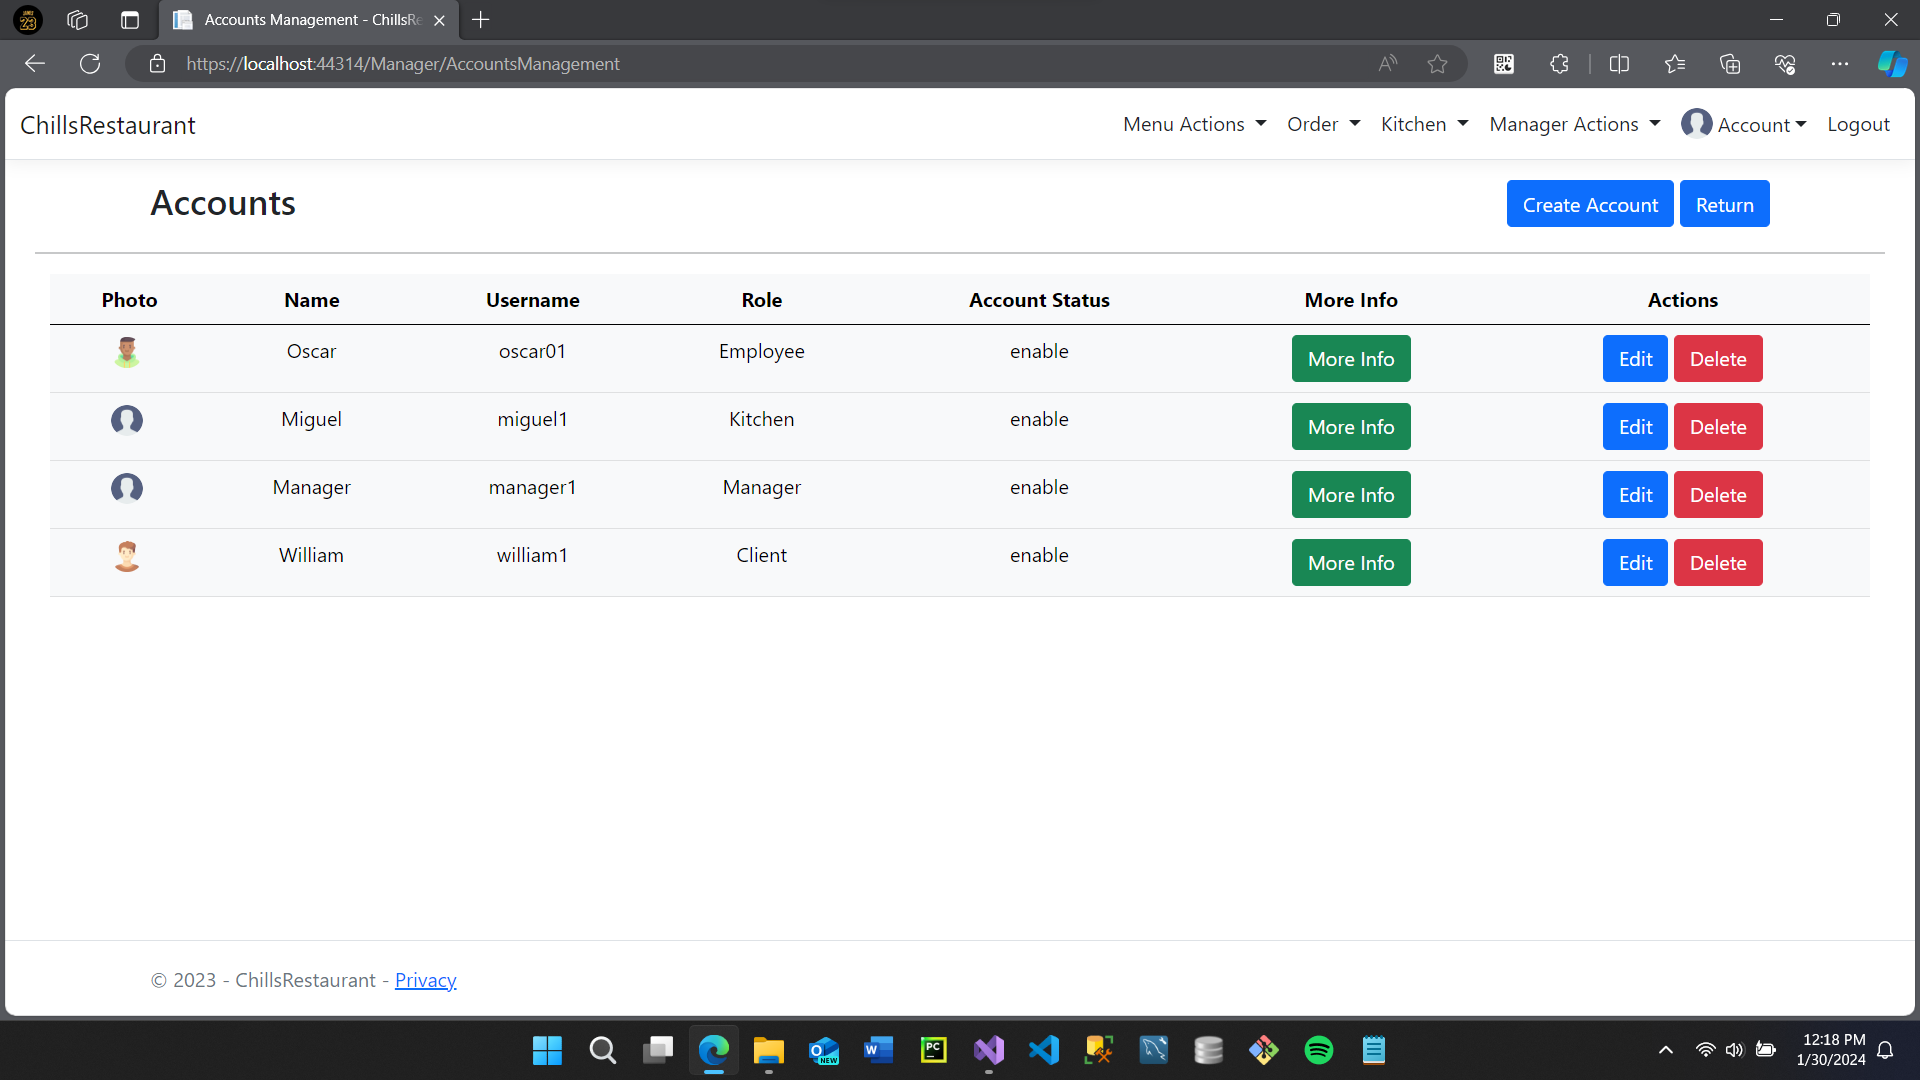 Accounts Management - ChillsRe
https://localhost:44314/Manager/AccountsManagement
ChillsRestaurant
Menu Actions Order Kitchen Manager Actions Account Logout
Accounts
Create Account Return
Photo Name Username Role Account Status More Info Actions
Oscar oscar01 Employee enable More Info Edit Delete
Miguel miguel1 Kitchen enable More Info Edit Delete
Manager manager1 Manager enable More Info Edit Delete
William william1 Client enable More Info Edit Delete
© 2023 - ChillsRestaurant - Privacy
NEW
PC
12:18 PM
1/30/2024